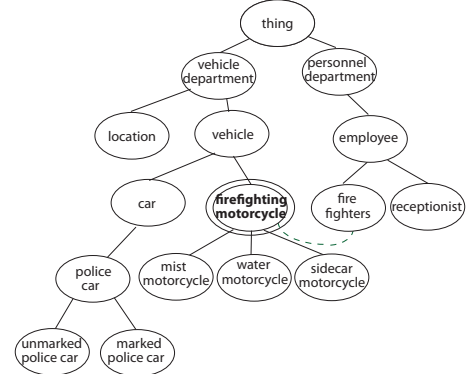 thing
vehicle
department
personnel
department
location
vehicle
employee
car
firefighting
motorcycle
fire
fighters
receptionist
police
car
mist
motorcycle
water
motorcycle
sidecar
motorcycle
unmarked
police car
marked
police car